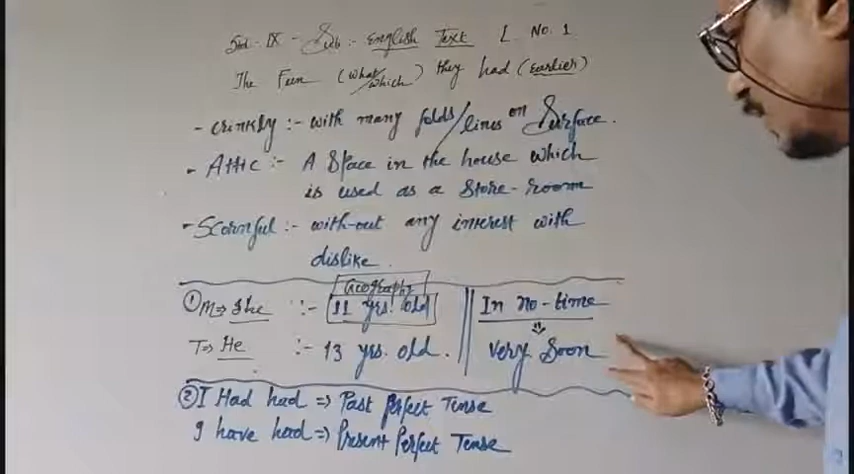 Std - IX - Sub :- English Text L No. 1
The Fun (what/which) they had (earlier)
- crinkly :- with many folds/lines on Surface.
- Attic :- A Space in the house which
is used as a Store-room
- Scornful :- with-out any interest with
dislike.
Geography
① M => She :- 11 yrs. old || In no-time
⇓
T => He :- 13 yrs. old. || very Soon
② I Had had => Past perfect Tense
I have had => Present Perfect Tense